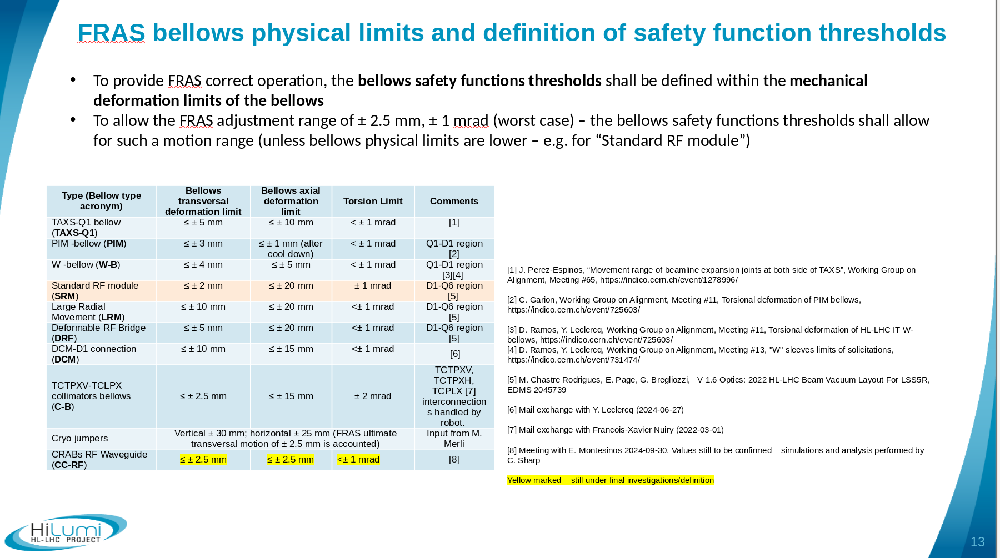 FRAS bellows physical limits and definition of safety function thresholds
• To provide FRAS correct operation, the bellows safety functions thresholds shall be defined within the mechanical
deformation limits of the bellows
• To allow the FRAS adjustment range of ± 2.5 mm, ± 1 mrad (worst case) – the bellows safety functions thresholds shall allow
for such a motion range (unless bellows physical limits are lower – e.g. for “Standard RF module”)
Type (Bellow type
acronym)
Bellows
transversal
deformation limit
Bellows axial
deformation
limit
Torsion Limit
Comments
TAXS-Q1 bellow
(TAXS-Q1)
≤ ± 5 mm
≤ ± 10 mm
< ± 1 mrad
[1]
PIM -bellow (PIM)
≤ ± 3 mm
≤ ± 1 mm (after
cool down)
< ± 1 mrad
Q1-D1 region
[2]
W -bellow (W-B)
≤ ± 4 mm
≤ ± 5 mm
< ± 1 mrad
Q1-D1 region
[3][4]
Standard RF module
(SRM)
≤ ± 2 mm
≤ ± 20 mm
± 1 mrad
D1-Q6 region
[5]
Large Radial
Movement (LRM)
≤ ± 10 mm
≤ ± 20 mm
<± 1 mrad
D1-Q6 region
[5]
Deformable RF Bridge
(DRF)
≤ ± 5 mm
≤ ± 20 mm
<± 1 mrad
D1-Q6 region
[5]
DCM-D1 connection
(DCM)
≤ ± 10 mm
≤ ± 15 mm
<± 1 mrad
[6]
TCTPXV-TCLPX
collimators bellows
(C-B)
≤ ± 2.5 mm
≤ ± 15 mm
± 2 mrad
TCTPXV,
TCTPXH,
TCPLX [7]
interconnection
s handled by
robot.
Cryo jumpers
Vertical ± 30 mm; horizontal ± 25 mm (FRAS ultimate
transversal motion of ± 2.5 mm is accounted)
Input from M.
Merli
CRABs RF Waveguide
(CC-RF)
≤ ± 2.5 mm
≤ ± 2.5 mm
<± 1 mrad
[8]
[1] J. Perez-Espinos, “Movement range of beamline expansion joints at both side of TAXS”, Working Group on
Alignment, Meeting #65, https://indico.cern.ch/event/1278996/
[2] C. Garion, Working Group on Alignment, Meeting #11, Torsional deformation of PIM bellows,
https://indico.cern.ch/event/725603/
[3] D. Ramos, Y. Leclercq, Working Group on Alignment, Meeting #11, Torsional deformation of HL-LHC IT W-
bellows, https://indico.cern.ch/event/725603/
[4] D. Ramos, Y. Leclercq, Working Group on Alignment, Meeting #13, "W" sleeves limits of solicitations,
https://indico.cern.ch/event/731474/
[5] M. Chastre Rodrigues, E. Page, G. Bregliozzi, V 1.6 Optics: 2022 HL-LHC Beam Vacuum Layout For LSS5R,
EDMS 2045739
[6] Mail exchange with Y. Leclercq (2024-06-27)
[7] Mail exchange with Francois-Xavier Nuiry (2022-03-01)
[8] Meeting with E. Montesinos 2024-09-30. Values still to be confirmed – simulations and analysis performed by
C. Sharp
Yellow marked – still under final investigations/definition
HiLumi
HL-LHC PROJECT
13